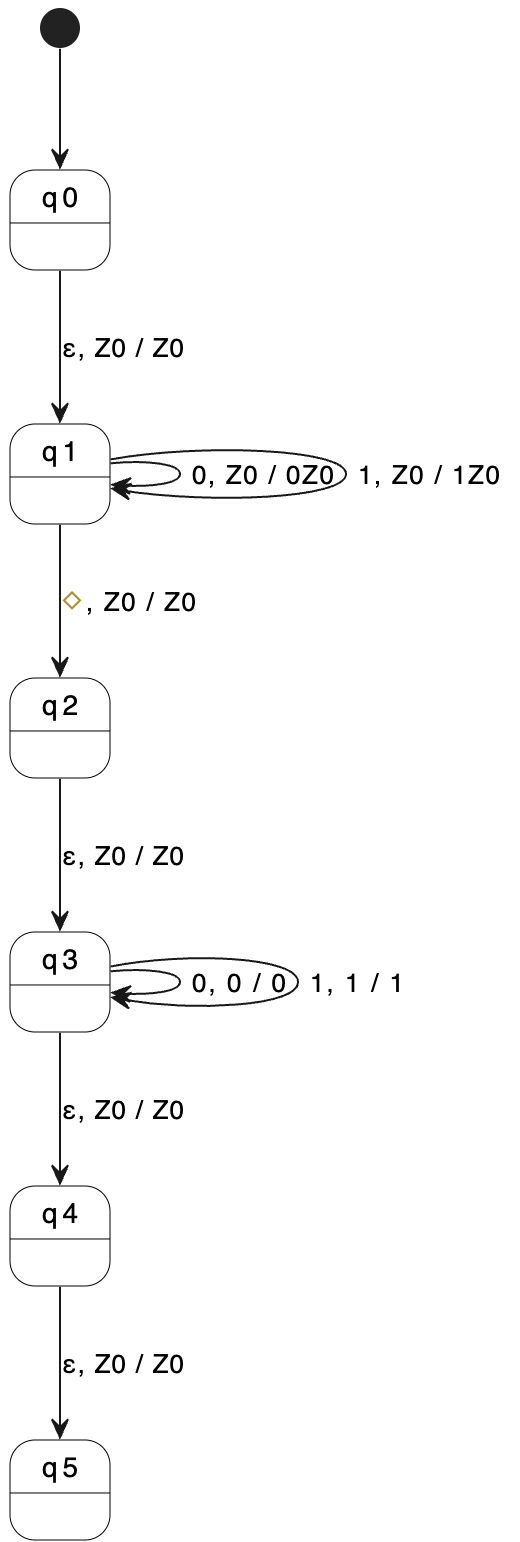 q0
ε, Z0 / Z0
q1
0, Z0 / 0Z0 1, Z0 / 1Z0
◇, Z0 / Z0
q2
ε, Z0 / Z0
q3
0, 0 / 0 1, 1 / 1
ε, Z0 / Z0
q4
ε, Z0 / Z0
q5